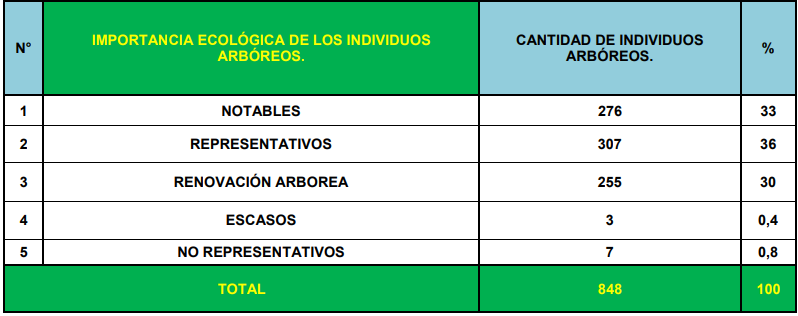 N° IMPORTANCIA ECOLÓGICA DE LOS INDIVIDUOS
ARBÓREOS. CANTIDAD DE INDIVIDUOS
ARBÓREOS. %
1 NOTABLES 276 33
2 REPRESENTATIVOS 307 36
3 RENOVACIÓN ARBOREA 255 30
4 ESCASOS 3 0,4
5 NO REPRESENTATIVOS 7 0,8
TOTAL 848 100